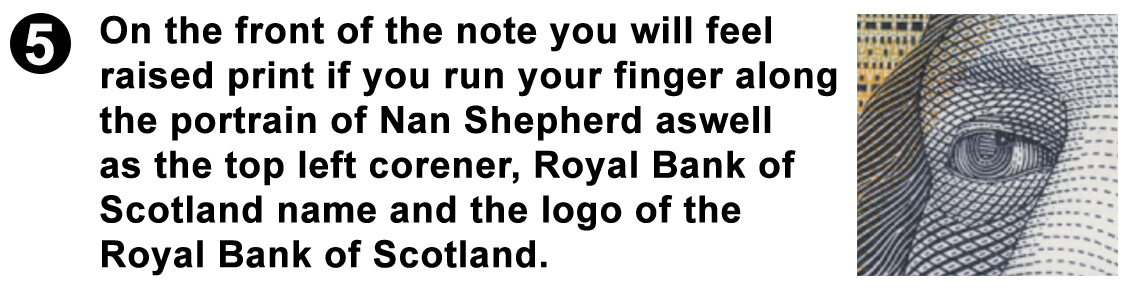 5 On the front of the note you will feel
raised print if you run your finger along
the portrain of Nan Shepherd aswell
as the top left corener, Royal Bank of
Scotland name and the logo of the
Royal Bank of Scotland.